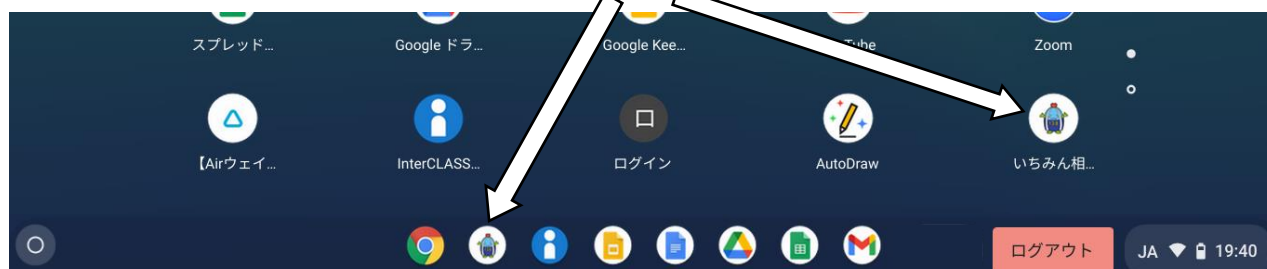 スプレッド...
Google ドラ...
Google Kee...
Tube
Zoom
【Airウェイ...
InterCLASS...
ログイン
AutoDraw
いちみん相...
ログアウト
JA 19:40